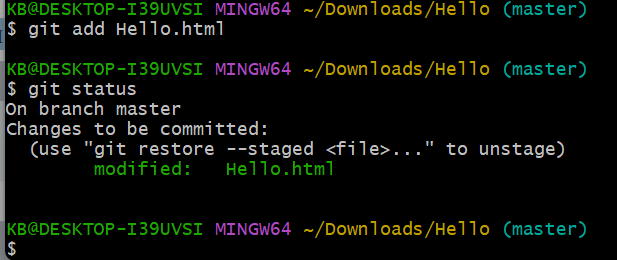 KB@DESKTOP-I39UVSI MINGW64 ~/Downloads/Hello (master)
$ git add Hello.html
KB@DESKTOP-I39UVSI MINGW64 ~/Downloads/Hello (master)
$ git status
On branch master
Changes to be committed:
  (use "git restore --staged <file>..." to unstage)
        modified:   Hello.html
KB@DESKTOP-I39UVSI MINGW64 ~/Downloads/Hello (master)
$